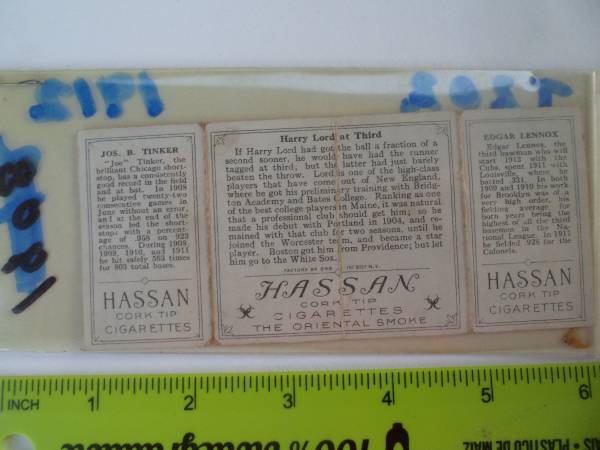 JOS. B. TINKER
"Joe" Tinker, the
brilliant Chicago short-
stop, has a consistently
good record in the field
and at bat. In 1908
he played twenty-two
consecutive games in
June without an error,
and at the end of the
season led the short-
stops with a percent-
age of .958 on 923
chances. During 1908,
1909, 1910, and 1911
he hit safely 563 times
for 803 total bases.
HASSAN
CORK TIP
CIGARETTES
Harry Lord at Third
If Harry Lord had got the ball a fraction of a
second sooner, he would have had the runner
tagged at third; but the latter had just barely
beaten the throw. Lord is one of the high-class
players that have come out of New England,
where he got his preliminary training with Bridg-
ton Academy and Bates College. Ranking as one
of the best college players in Maine, it was natural
that a professional club should get him; so he
made his debut with Portland in 1904, and re-
mained with that club for two seasons, until he
joined the Worcester team, and became a star
player. Boston got him from Providence; but let
him go to the White Sox.
HASSAN
CORK TIP
CIGARETTES
THE ORIENTAL SMOKE
EDGAR LENNOX
Edgar Lennox, the
third baseman who will
start 1912 with the
Cubs, spent 1911 with
Louisville, where he
batted .331. In both
1909 and 1910 his work
for Brooklyn was of a
very high order, his
fielding average for
both years being the
highest of all the third
basemen in the Na-
tional League. In 1911
he fielded .928 for the
Colonels.
HASSAN
CORK TIP
CIGARETTES
INCH 1 2 3 4 5 6